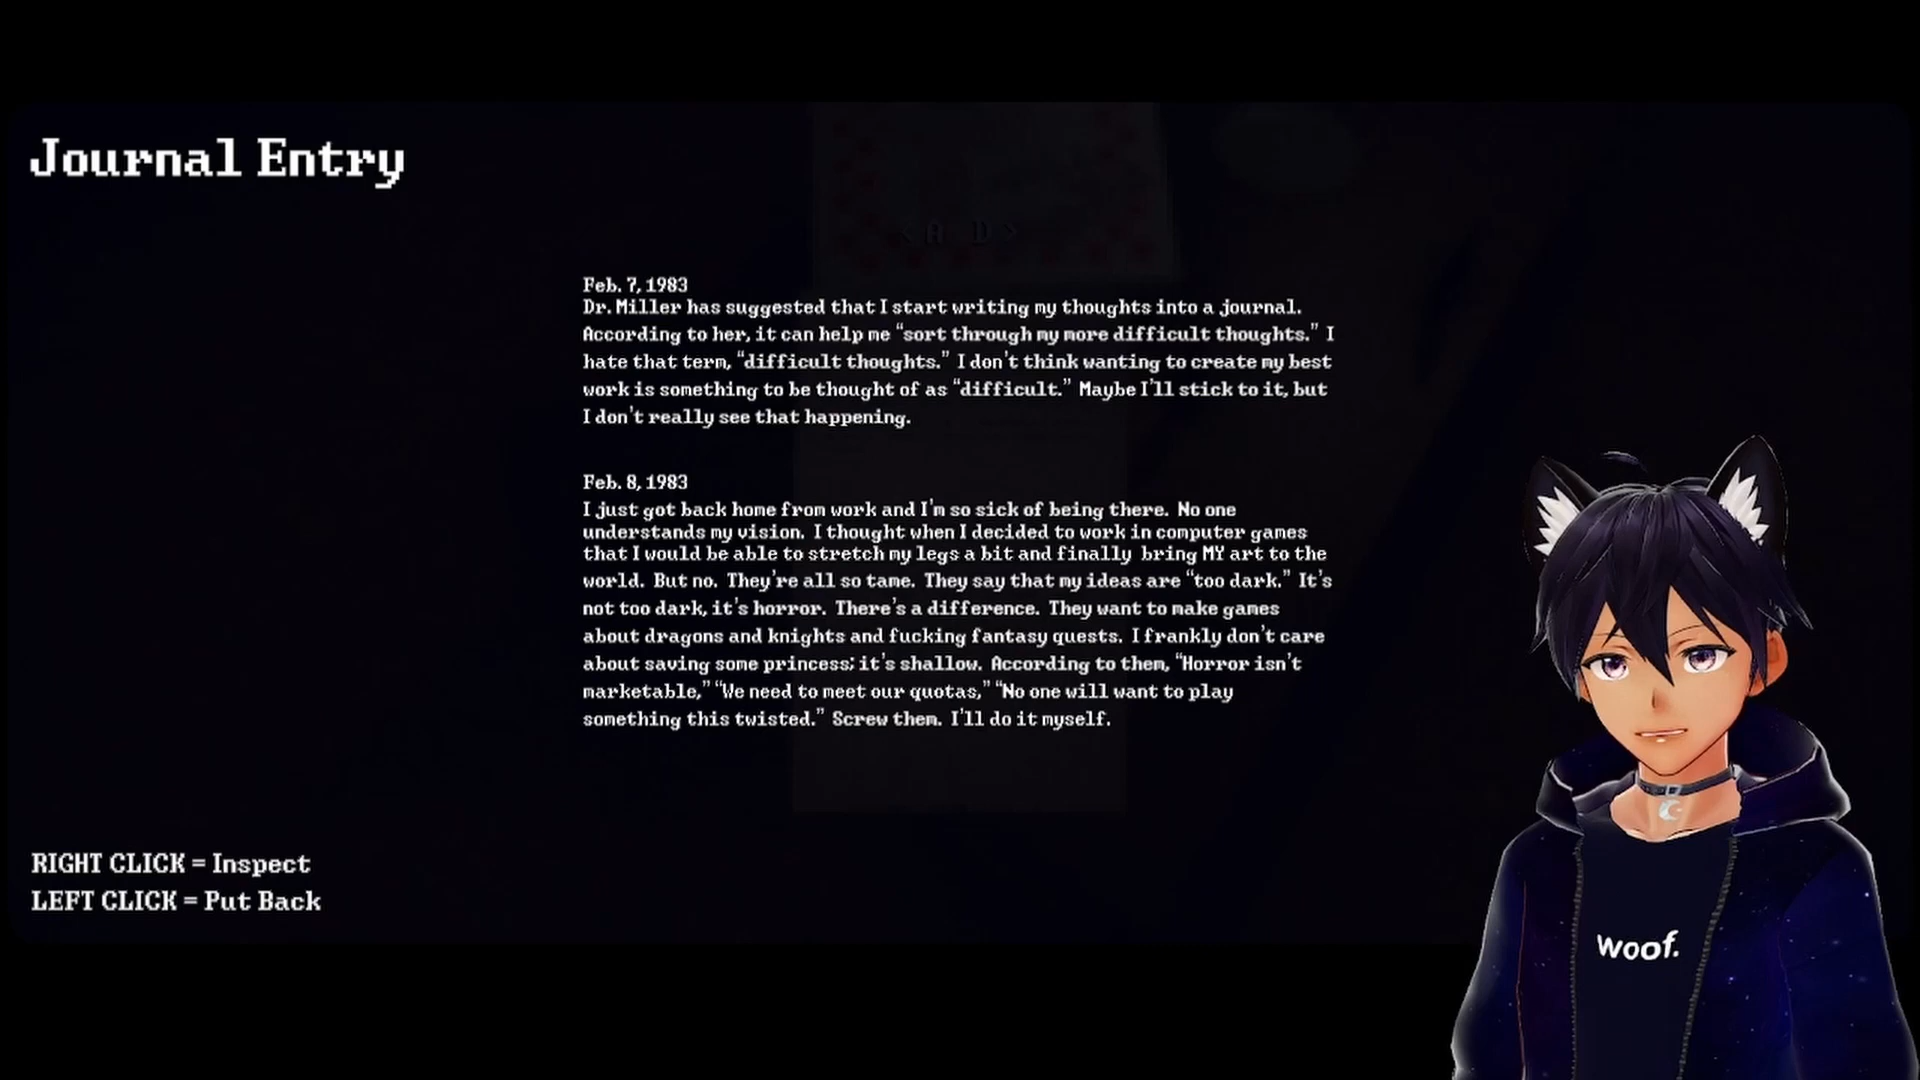 Journal Entry
<A D>
Feb. 7, 1983
Dr. Miller has suggested that I start writing my thoughts into a journal.
According to her, it can help me “sort through my more difficult thoughts.” I
hate that term, “difficult thoughts.” I don't think wanting to create my best
work is something to be thought of as “difficult.” Maybe I'll stick to it, but
I don't really see that happening.
Feb. 8, 1983
I just got back home from work and I'm so sick of being there. No one
understands my vision. I thought when I decided to work in computer games
that I would be able to stretch my legs a bit and finally bring MY art to the
world. But no. They're all so tame. They say that my ideas are “too dark.” It's
not too dark, it's horror. There's a difference. They want to make games
about dragons and knights and fucking fantasy quests. I frankly don't care
about saving some princess; it's shallow. According to them, “Horror isn't
marketable,” “We need to meet our quotas,” “No one will want to play
something this twisted.” Screw them. I'll do it myself.
RIGHT CLICK = Inspect
LEFT CLICK = Put Back
woof.